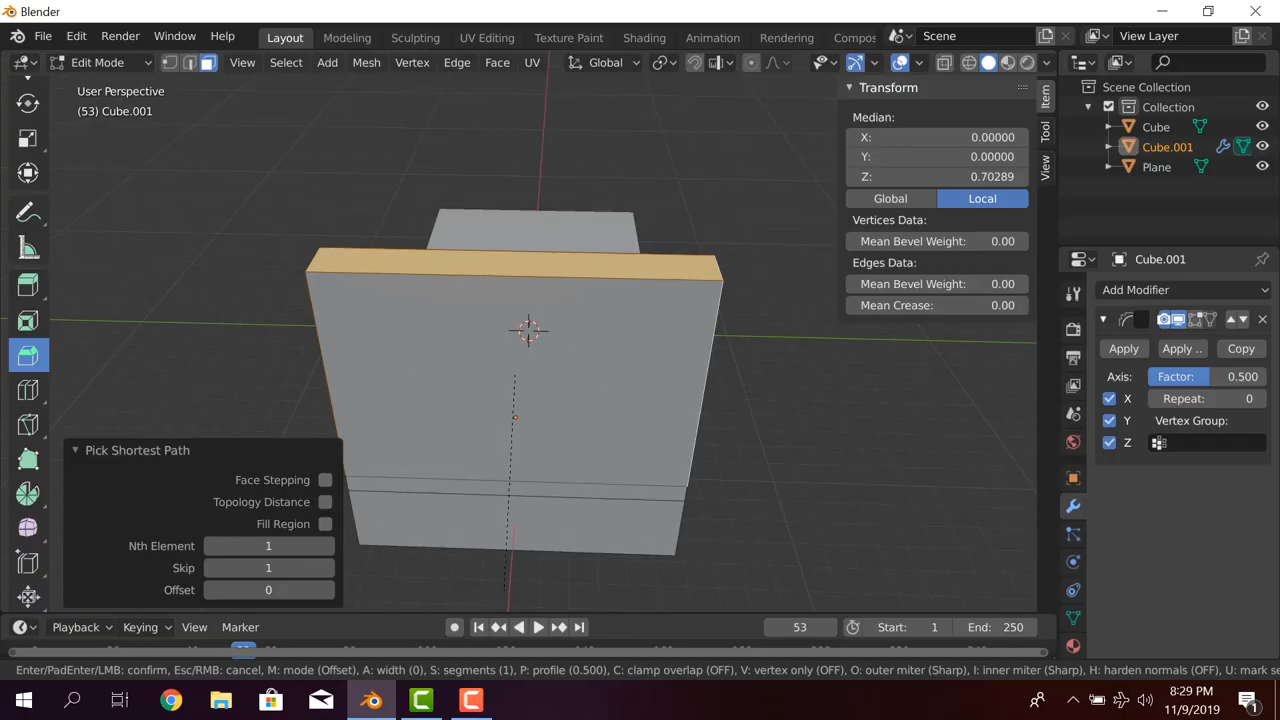 Blender
File Edit Render Window Help Layout Modeling Sculpting UV Editing Texture Paint Shading Animation Rendering Compos Scene View Layer
Edit Mode View Select Add Mesh Vertex Edge Face UV Global
User Perspective
(53) Cube.001
Transform
Median:
X: 0.00000
Y: 0.00000
Z: 0.70289
Global Local
Vertices Data:
Mean Bevel Weight: 0.00
Edges Data:
Mean Bevel Weight: 0.00
Mean Crease: 0.00
Item
Tool
View
Scene Collection
Collection
Cube
Cube.001
Plane
Cube.001
Add Modifier
Apply Apply .. Copy
Axis: Factor: 0.500
X Repeat: 0
Y Vertex Group:
Z
Pick Shortest Path
Face Stepping
Topology Distance
Fill Region
Nth Element 1
Skip 1
Offset 0
Playback Keying View Marker 53 Start: 1 End: 250
Enter/PadEnter/LMB: confirm, Esc/RMB: cancel, M: mode (Offset), A: width (0), S: segments (1), P: profile (0.500), C: clamp overlap (OFF), V: vertex only (OFF), O: outer miter (Sharp), I: inner miter (Sharp), H: harden normals (OFF), U: mark se
8:29 PM
11/9/2019
1